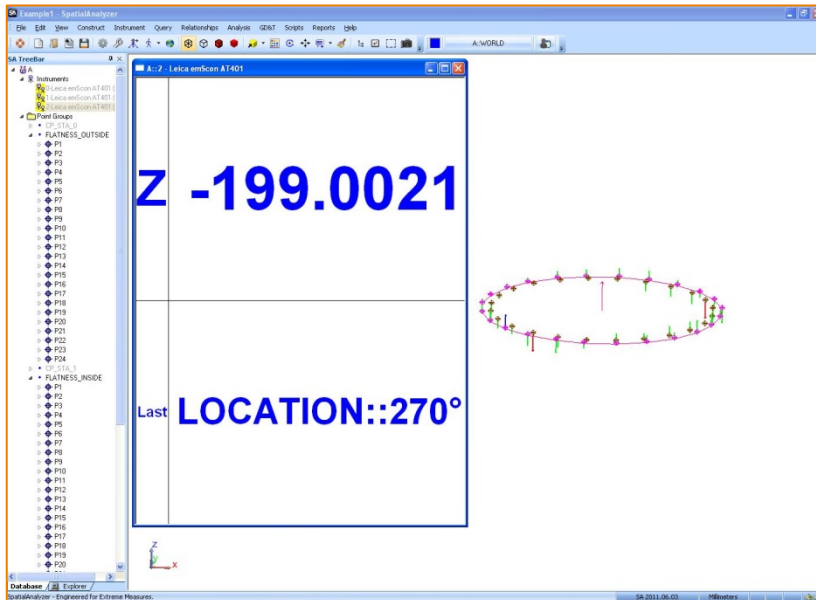 Example1 - SpatialAnalyzer
File Edit View Construct Instrument Query Relationships Analysis GD&T Scripts Reports Help
A:WORLD
SA TreeBar
A
Instruments
0-Leica emScon AT401 (
1-Leica emScon AT401 (
2-Leica emScon AT401 (
Point Groups
CP_STA_0
FLATNESS_OUTSIDE
P1
P2
P3
P4
P5
P6
P7
P8
P9
P10
P11
P12
P13
P14
P15
P16
P17
P18
P19
P20
P21
P22
P23
P24
CP_STA_1
FLATNESS_INSIDE
P1
P2
P3
P4
P5
P6
P7
P8
P9
P10
P11
P12
P13
P14
P15
P16
P17
P18
P19
P20
Database Explorer
A::2 - Leica emScon AT401
Z -199.0021
Last LOCATION::270°
Z
Y
X
SpatialAnalyzer - Engineered for Extreme Measures.
SA 2011.06.03 Millimeters